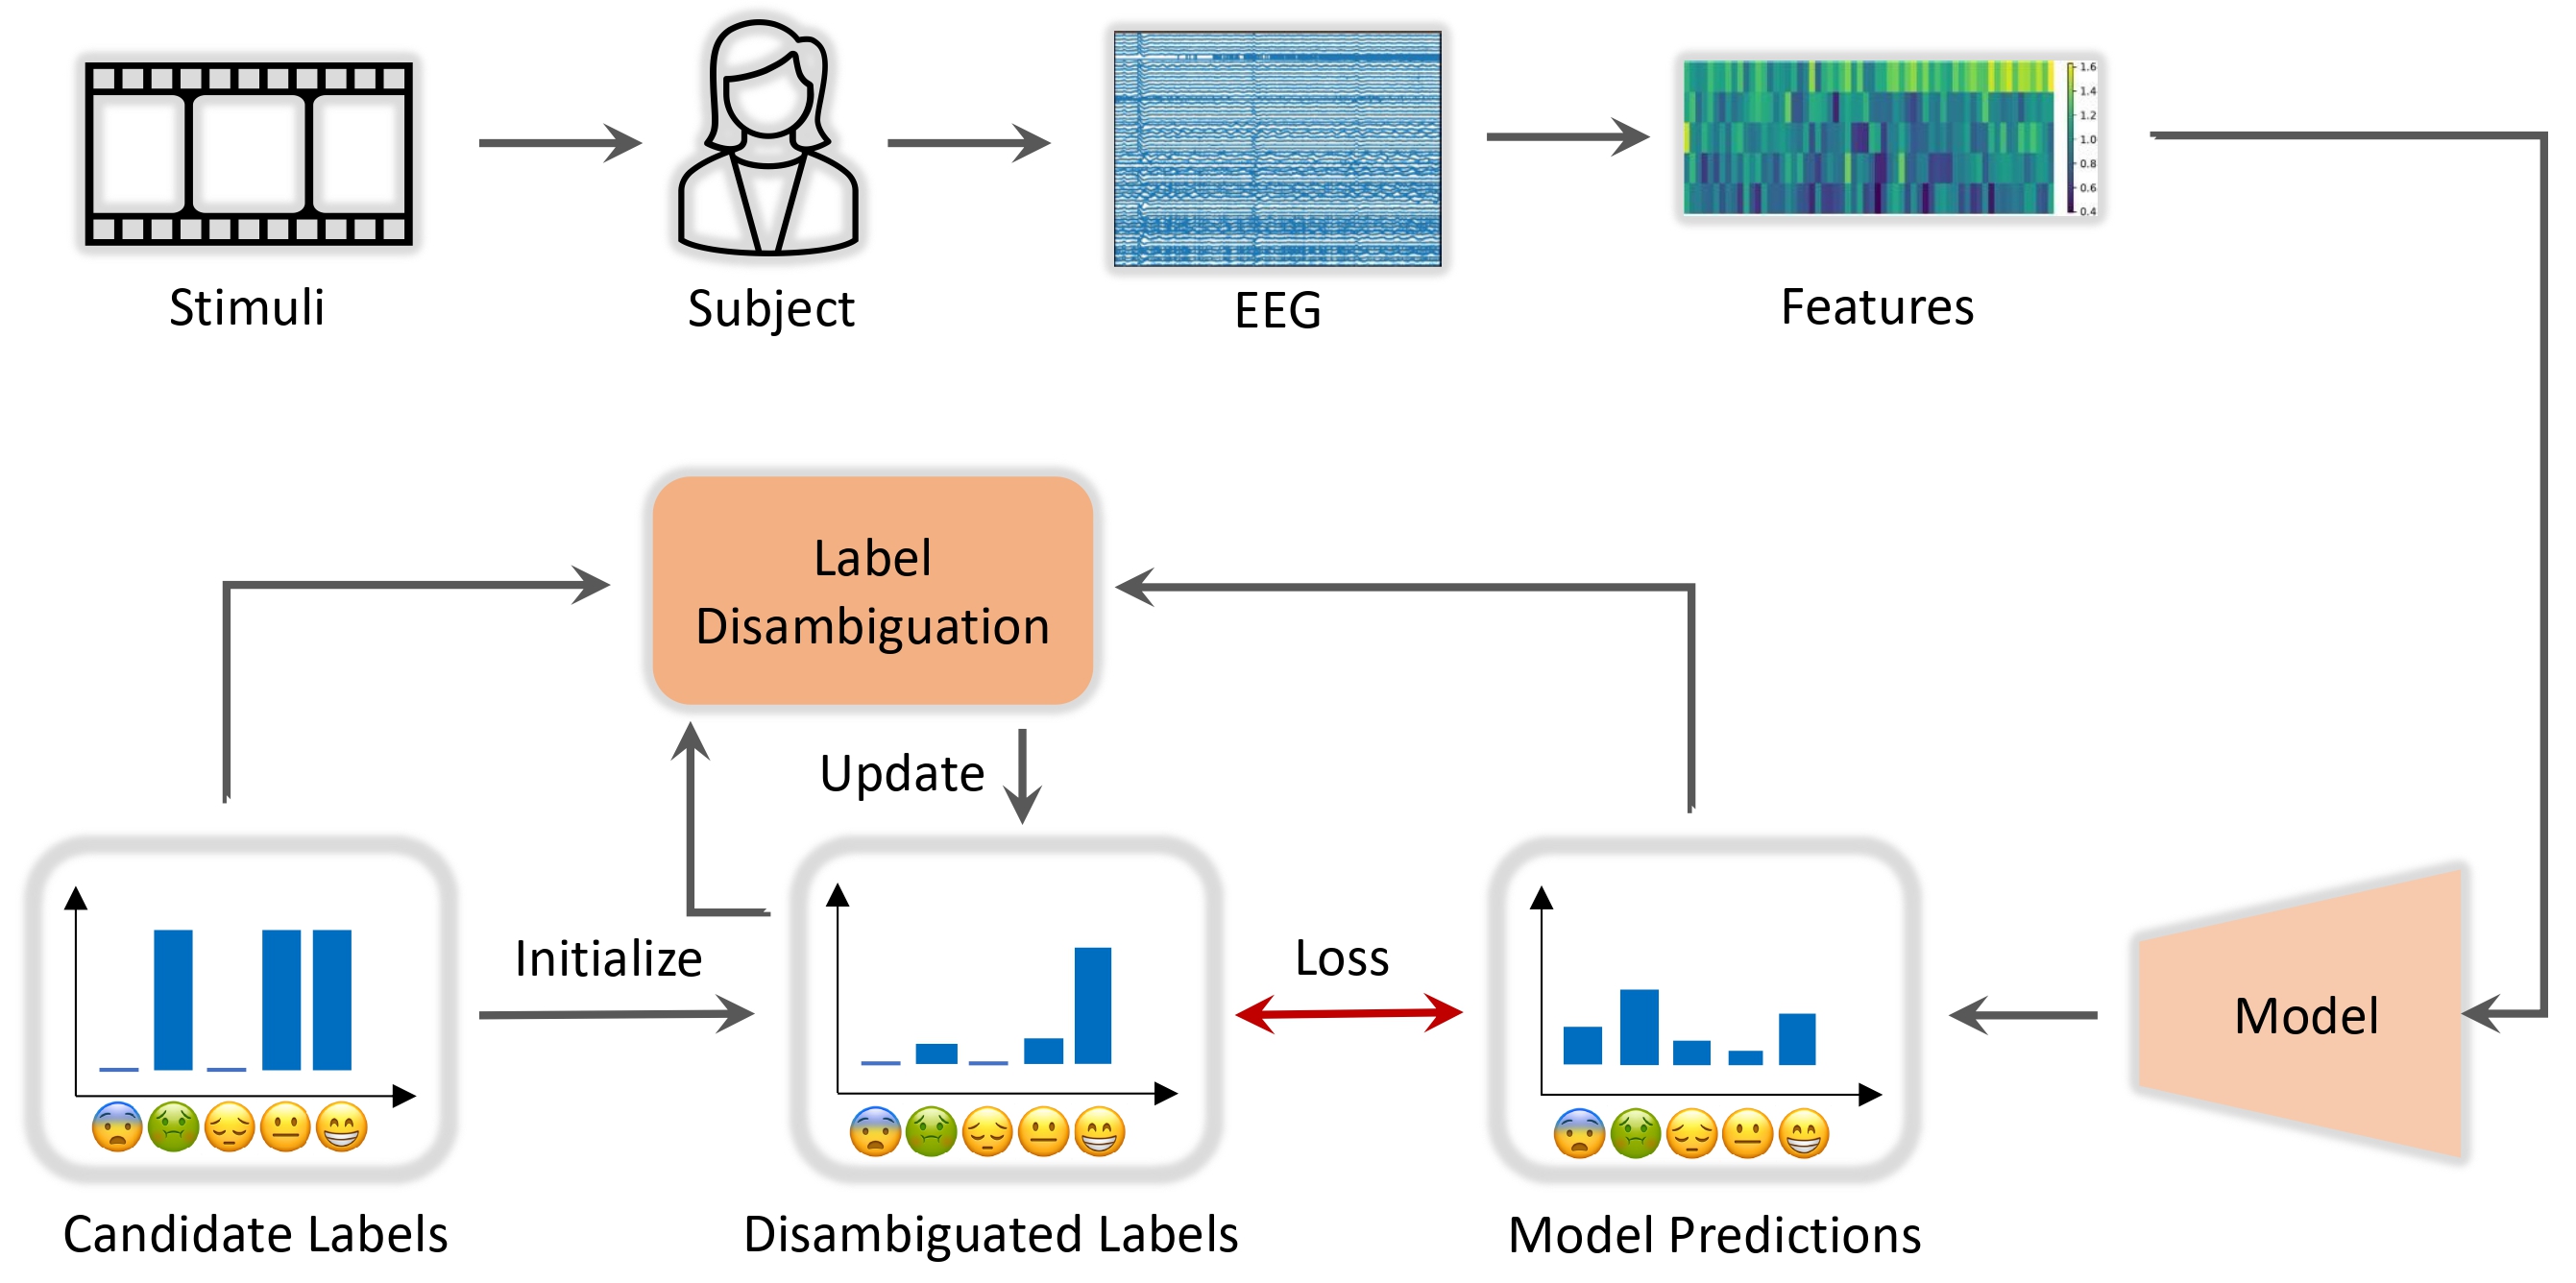 1.6
1.4
1.2
1.0
0.8
0.6
0.4
Stimuli
Subject
EEG
Features
Label
Disambiguation
Update
Initialize
Loss
Model
Candidate Labels
Disambiguated Labels
Model Predictions